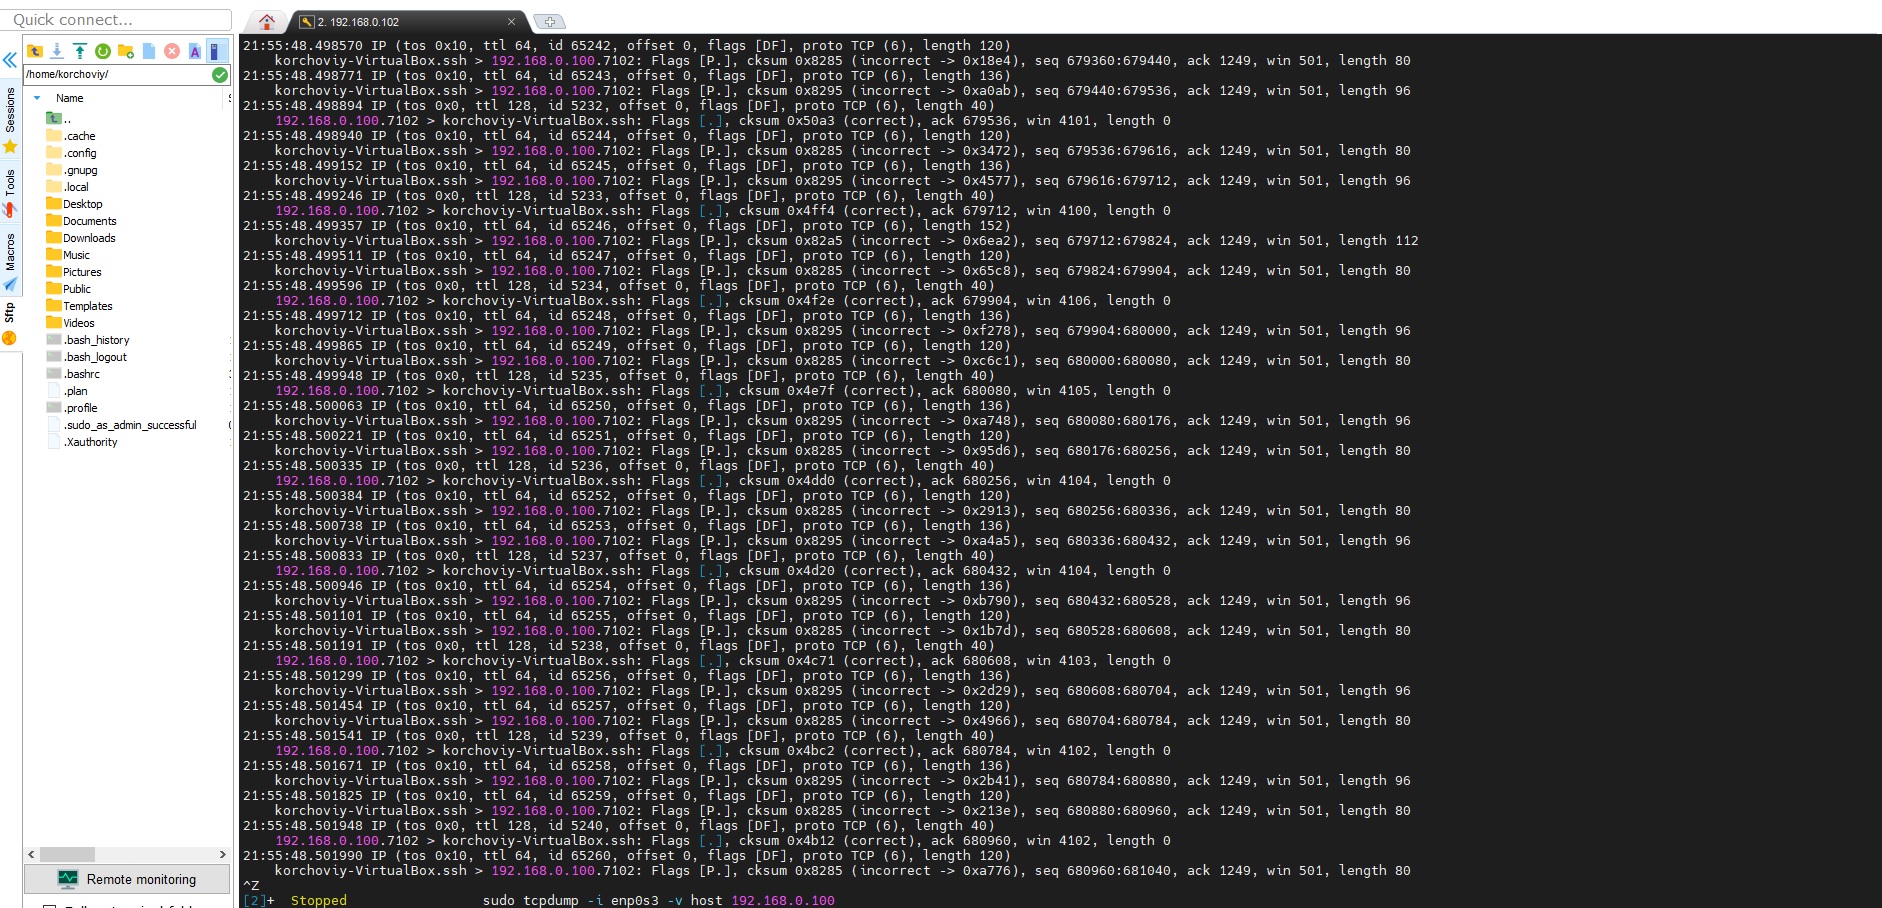 Quick connect...
2. 192.168.0.102
/home/korchoviy/
Name
Sessions
Tools
Macros
Sftp
..
.cache
.config
.gnupg
.local
Desktop
Documents
Downloads
Music
Pictures
Public
Templates
Videos
.bash_history
.bash_logout
.bashrc
.plan
.profile
.sudo_as_admin_successful
.Xauthority
Remote monitoring
21:55:48.498570 IP (tos 0x10, ttl 64, id 65242, offset 0, flags [DF], proto TCP (6), length 120)
korchoviy-VirtualBox.ssh > 192.168.0.100.7102: Flags [P.], cksum 0x8285 (incorrect -> 0x18e4), seq 679360:679440, ack 1249, win 501, length 80
21:55:48.498771 IP (tos 0x10, ttl 64, id 65243, offset 0, flags [DF], proto TCP (6), length 136)
korchoviy-VirtualBox.ssh > 192.168.0.100.7102: Flags [P.], cksum 0x8295 (incorrect -> 0xa0ab), seq 679440:679536, ack 1249, win 501, length 96
21:55:48.498894 IP (tos 0x0, ttl 128, id 5232, offset 0, flags [DF], proto TCP (6), length 40)
192.168.0.100.7102 > korchoviy-VirtualBox.ssh: Flags [.], cksum 0x50a3 (correct), ack 679536, win 4101, length 0
21:55:48.498940 IP (tos 0x10, ttl 64, id 65244, offset 0, flags [DF], proto TCP (6), length 120)
korchoviy-VirtualBox.ssh > 192.168.0.100.7102: Flags [P.], cksum 0x8285 (incorrect -> 0x3472), seq 679536:679616, ack 1249, win 501, length 80
21:55:48.499152 IP (tos 0x10, ttl 64, id 65245, offset 0, flags [DF], proto TCP (6), length 136)
korchoviy-VirtualBox.ssh > 192.168.0.100.7102: Flags [P.], cksum 0x8295 (incorrect -> 0x4577), seq 679616:679712, ack 1249, win 501, length 96
21:55:48.499246 IP (tos 0x0, ttl 128, id 5233, offset 0, flags [DF], proto TCP (6), length 40)
192.168.0.100.7102 > korchoviy-VirtualBox.ssh: Flags [.], cksum 0x4ff4 (correct), ack 679712, win 4100, length 0
21:55:48.499357 IP (tos 0x10, ttl 64, id 65246, offset 0, flags [DF], proto TCP (6), length 152)
korchoviy-VirtualBox.ssh > 192.168.0.100.7102: Flags [P.], cksum 0x82a5 (incorrect -> 0x6ea2), seq 679712:679824, ack 1249, win 501, length 112
21:55:48.499511 IP (tos 0x10, ttl 64, id 65247, offset 0, flags [DF], proto TCP (6), length 120)
korchoviy-VirtualBox.ssh > 192.168.0.100.7102: Flags [P.], cksum 0x8285 (incorrect -> 0x65c8), seq 679824:679904, ack 1249, win 501, length 80
21:55:48.499596 IP (tos 0x0, ttl 128, id 5234, offset 0, flags [DF], proto TCP (6), length 40)
192.168.0.100.7102 > korchoviy-VirtualBox.ssh: Flags [.], cksum 0x4f2e (correct), ack 679904, win 4106, length 0
21:55:48.499712 IP (tos 0x10, ttl 64, id 65248, offset 0, flags [DF], proto TCP (6), length 136)
korchoviy-VirtualBox.ssh > 192.168.0.100.7102: Flags [P.], cksum 0x8295 (incorrect -> 0xf278), seq 679904:680000, ack 1249, win 501, length 96
21:55:48.499865 IP (tos 0x10, ttl 64, id 65249, offset 0, flags [DF], proto TCP (6), length 120)
korchoviy-VirtualBox.ssh > 192.168.0.100.7102: Flags [P.], cksum 0x8285 (incorrect -> 0xc6c1), seq 680000:680080, ack 1249, win 501, length 80
21:55:48.499948 IP (tos 0x0, ttl 128, id 5235, offset 0, flags [DF], proto TCP (6), length 40)
192.168.0.100.7102 > korchoviy-VirtualBox.ssh: Flags [.], cksum 0x4e7f (correct), ack 680080, win 4105, length 0
21:55:48.500063 IP (tos 0x10, ttl 64, id 65250, offset 0, flags [DF], proto TCP (6), length 136)
korchoviy-VirtualBox.ssh > 192.168.0.100.7102: Flags [P.], cksum 0x8295 (incorrect -> 0xa748), seq 680080:680176, ack 1249, win 501, length 96
21:55:48.500221 IP (tos 0x10, ttl 64, id 65251, offset 0, flags [DF], proto TCP (6), length 120)
korchoviy-VirtualBox.ssh > 192.168.0.100.7102: Flags [P.], cksum 0x8285 (incorrect -> 0x95d6), seq 680176:680256, ack 1249, win 501, length 80
21:55:48.500335 IP (tos 0x0, ttl 128, id 5236, offset 0, flags [DF], proto TCP (6), length 40)
192.168.0.100.7102 > korchoviy-VirtualBox.ssh: Flags [.], cksum 0x4dd0 (correct), ack 680256, win 4104, length 0
21:55:48.500384 IP (tos 0x10, ttl 64, id 65252, offset 0, flags [DF], proto TCP (6), length 120)
korchoviy-VirtualBox.ssh > 192.168.0.100.7102: Flags [P.], cksum 0x8285 (incorrect -> 0x2913), seq 680256:680336, ack 1249, win 501, length 80
21:55:48.500738 IP (tos 0x10, ttl 64, id 65253, offset 0, flags [DF], proto TCP (6), length 136)
korchoviy-VirtualBox.ssh > 192.168.0.100.7102: Flags [P.], cksum 0x8295 (incorrect -> 0xa4a5), seq 680336:680432, ack 1249, win 501, length 96
21:55:48.500833 IP (tos 0x0, ttl 128, id 5237, offset 0, flags [DF], proto TCP (6), length 40)
192.168.0.100.7102 > korchoviy-VirtualBox.ssh: Flags [.], cksum 0x4d20 (correct), ack 680432, win 4104, length 0
21:55:48.500946 IP (tos 0x10, ttl 64, id 65254, offset 0, flags [DF], proto TCP (6), length 136)
korchoviy-VirtualBox.ssh > 192.168.0.100.7102: Flags [P.], cksum 0x8295 (incorrect -> 0xb790), seq 680432:680528, ack 1249, win 501, length 96
21:55:48.501101 IP (tos 0x10, ttl 64, id 65255, offset 0, flags [DF], proto TCP (6), length 120)
korchoviy-VirtualBox.ssh > 192.168.0.100.7102: Flags [P.], cksum 0x8285 (incorrect -> 0x1b7d), seq 680528:680608, ack 1249, win 501, length 80
21:55:48.501191 IP (tos 0x0, ttl 128, id 5238, offset 0, flags [DF], proto TCP (6), length 40)
192.168.0.100.7102 > korchoviy-VirtualBox.ssh: Flags [.], cksum 0x4c71 (correct), ack 680608, win 4103, length 0
21:55:48.501299 IP (tos 0x10, ttl 64, id 65256, offset 0, flags [DF], proto TCP (6), length 136)
korchoviy-VirtualBox.ssh > 192.168.0.100.7102: Flags [P.], cksum 0x8295 (incorrect -> 0x2d29), seq 680608:680704, ack 1249, win 501, length 96
21:55:48.501454 IP (tos 0x10, ttl 64, id 65257, offset 0, flags [DF], proto TCP (6), length 120)
korchoviy-VirtualBox.ssh > 192.168.0.100.7102: Flags [P.], cksum 0x8285 (incorrect -> 0x4966), seq 680704:680784, ack 1249, win 501, length 80
21:55:48.501541 IP (tos 0x0, ttl 128, id 5239, offset 0, flags [DF], proto TCP (6), length 40)
192.168.0.100.7102 > korchoviy-VirtualBox.ssh: Flags [.], cksum 0x4bc2 (correct), ack 680784, win 4102, length 0
21:55:48.501671 IP (tos 0x10, ttl 64, id 65258, offset 0, flags [DF], proto TCP (6), length 136)
korchoviy-VirtualBox.ssh > 192.168.0.100.7102: Flags [P.], cksum 0x8295 (incorrect -> 0x2b41), seq 680784:680880, ack 1249, win 501, length 96
21:55:48.501825 IP (tos 0x10, ttl 64, id 65259, offset 0, flags [DF], proto TCP (6), length 120)
korchoviy-VirtualBox.ssh > 192.168.0.100.7102: Flags [P.], cksum 0x8285 (incorrect -> 0x213e), seq 680880:680960, ack 1249, win 501, length 80
21:55:48.501948 IP (tos 0x0, ttl 128, id 5240, offset 0, flags [DF], proto TCP (6), length 40)
192.168.0.100.7102 > korchoviy-VirtualBox.ssh: Flags [.], cksum 0x4b12 (correct), ack 680960, win 4102, length 0
21:55:48.501990 IP (tos 0x10, ttl 64, id 65260, offset 0, flags [DF], proto TCP (6), length 120)
korchoviy-VirtualBox.ssh > 192.168.0.100.7102: Flags [P.], cksum 0x8285 (incorrect -> 0xa776), seq 680960:681040, ack 1249, win 501, length 80
^Z
[2]+ Stopped sudo tcpdump -i enp0s3 -v host 192.168.0.100